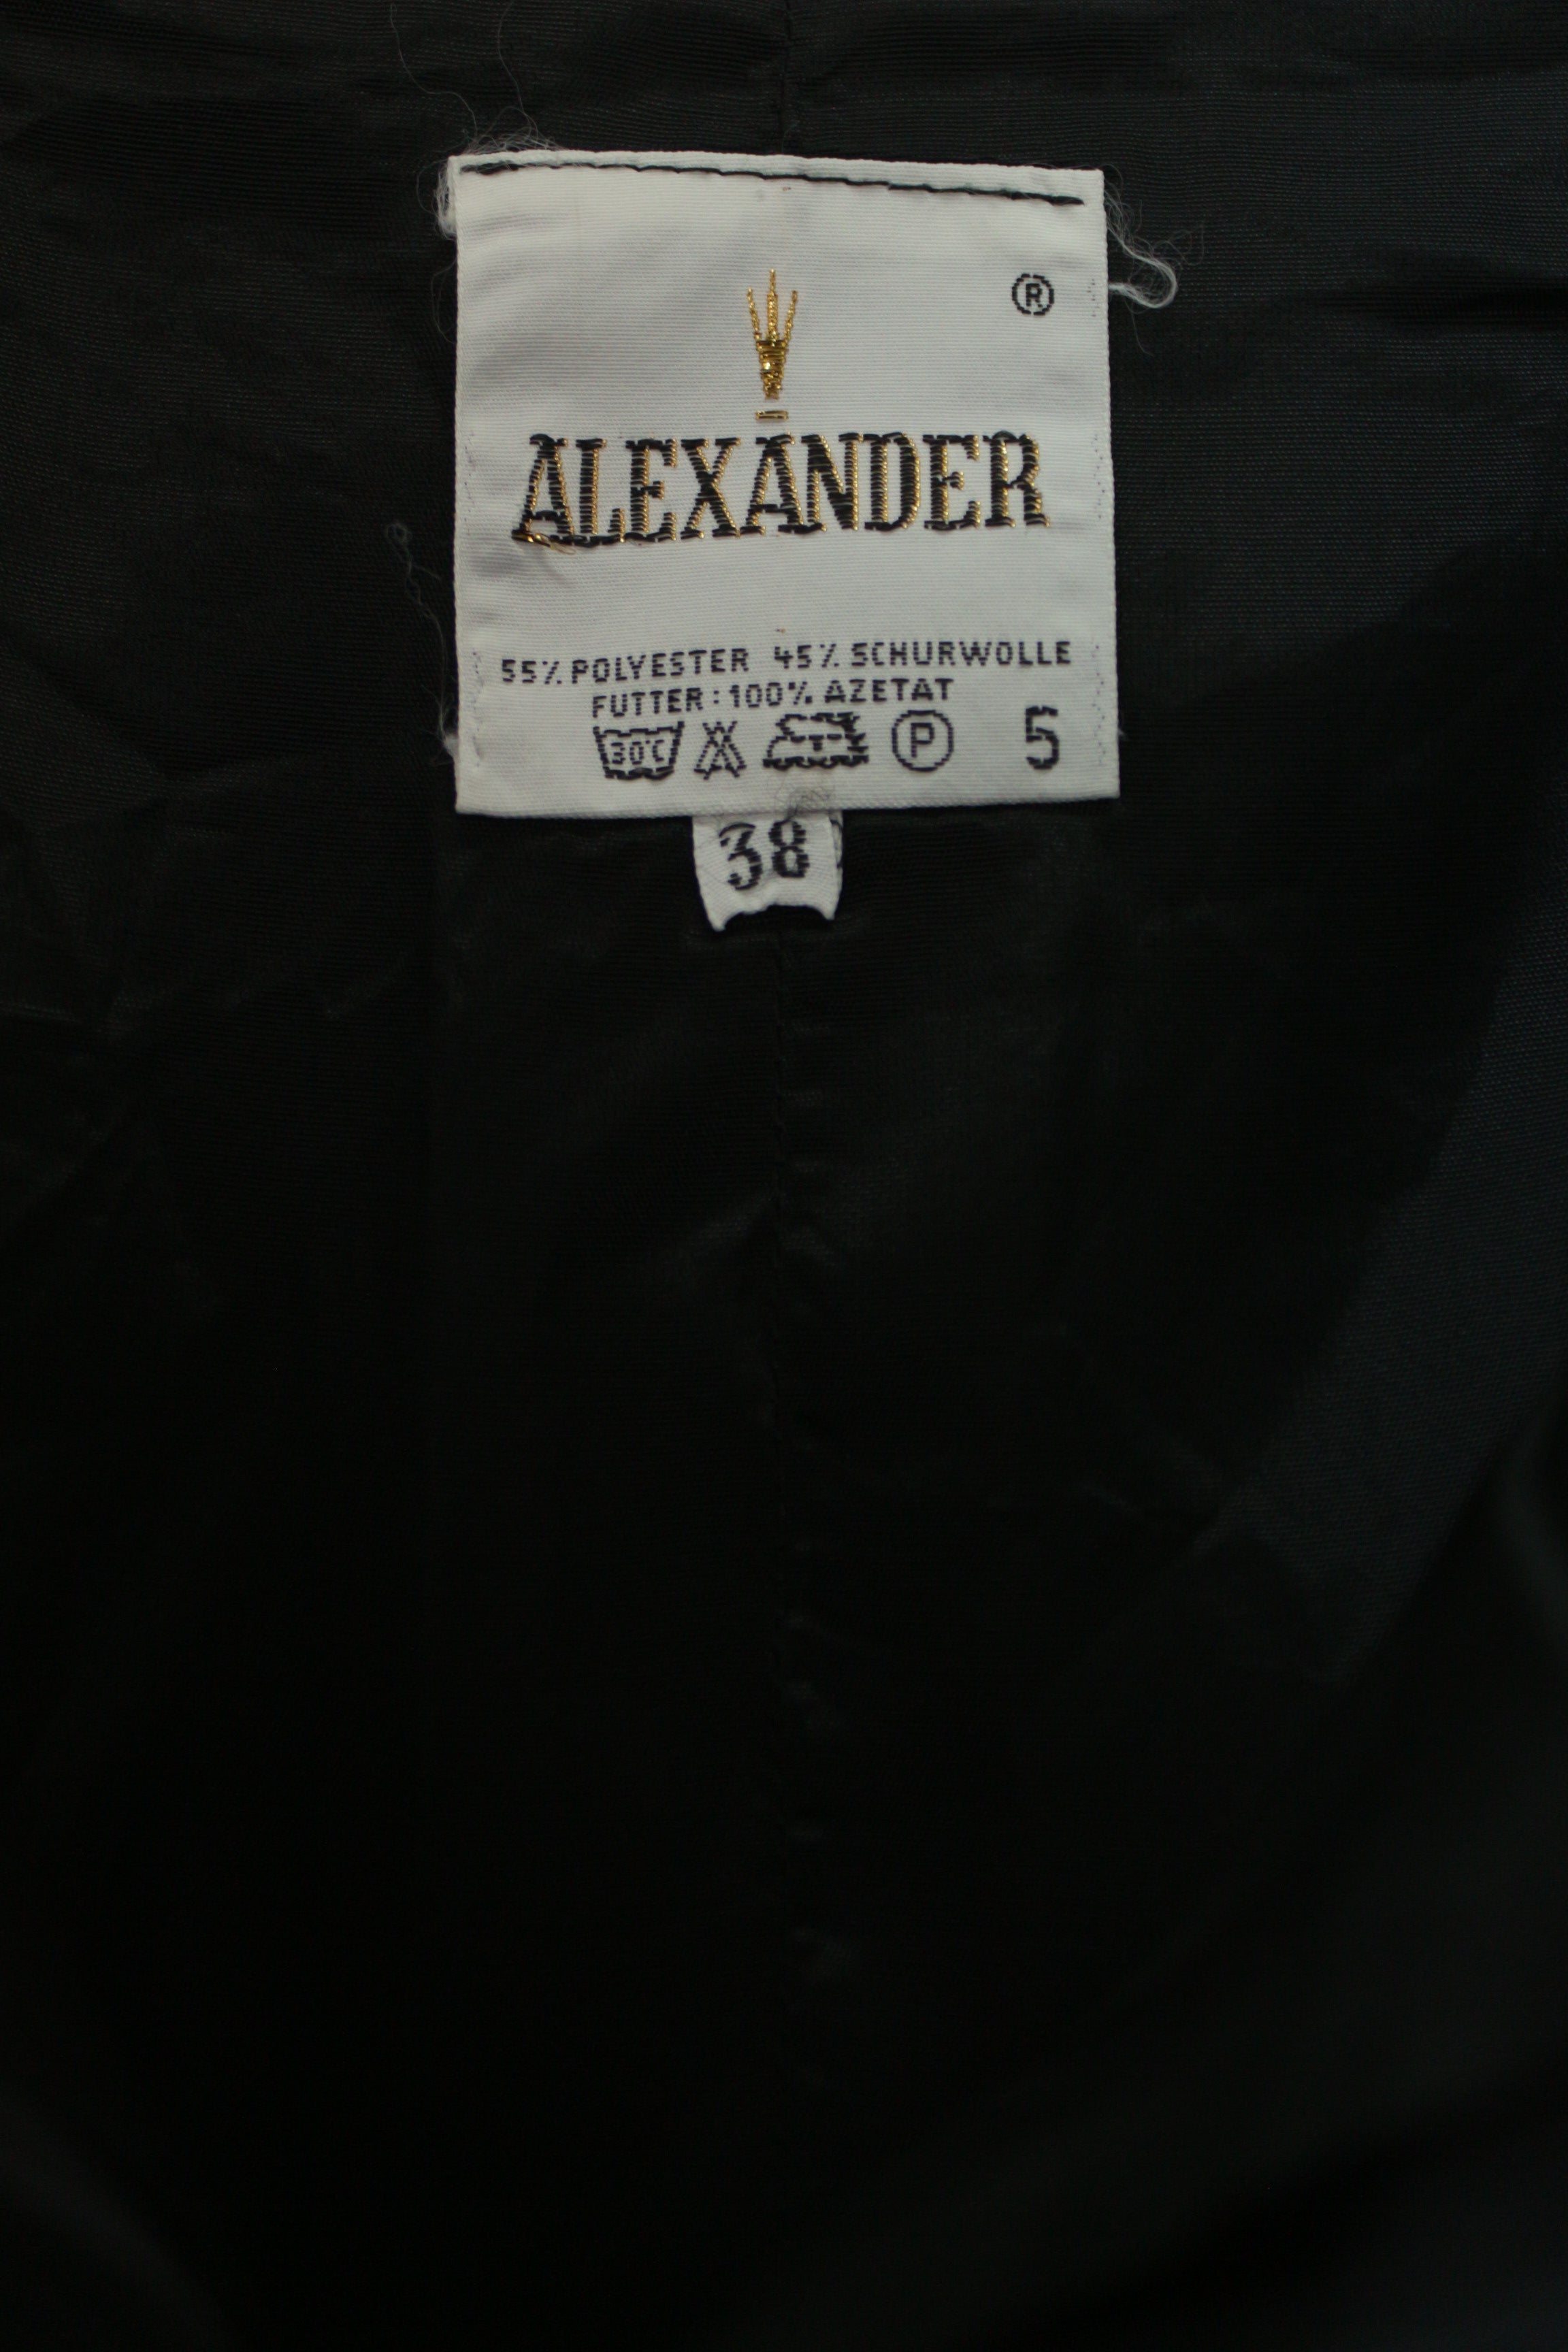 ®
ALEXANDER
55% POLYESTER 45% SCHURWOLLE
FUTTER: 100% AZETAT
30°C P 5
38